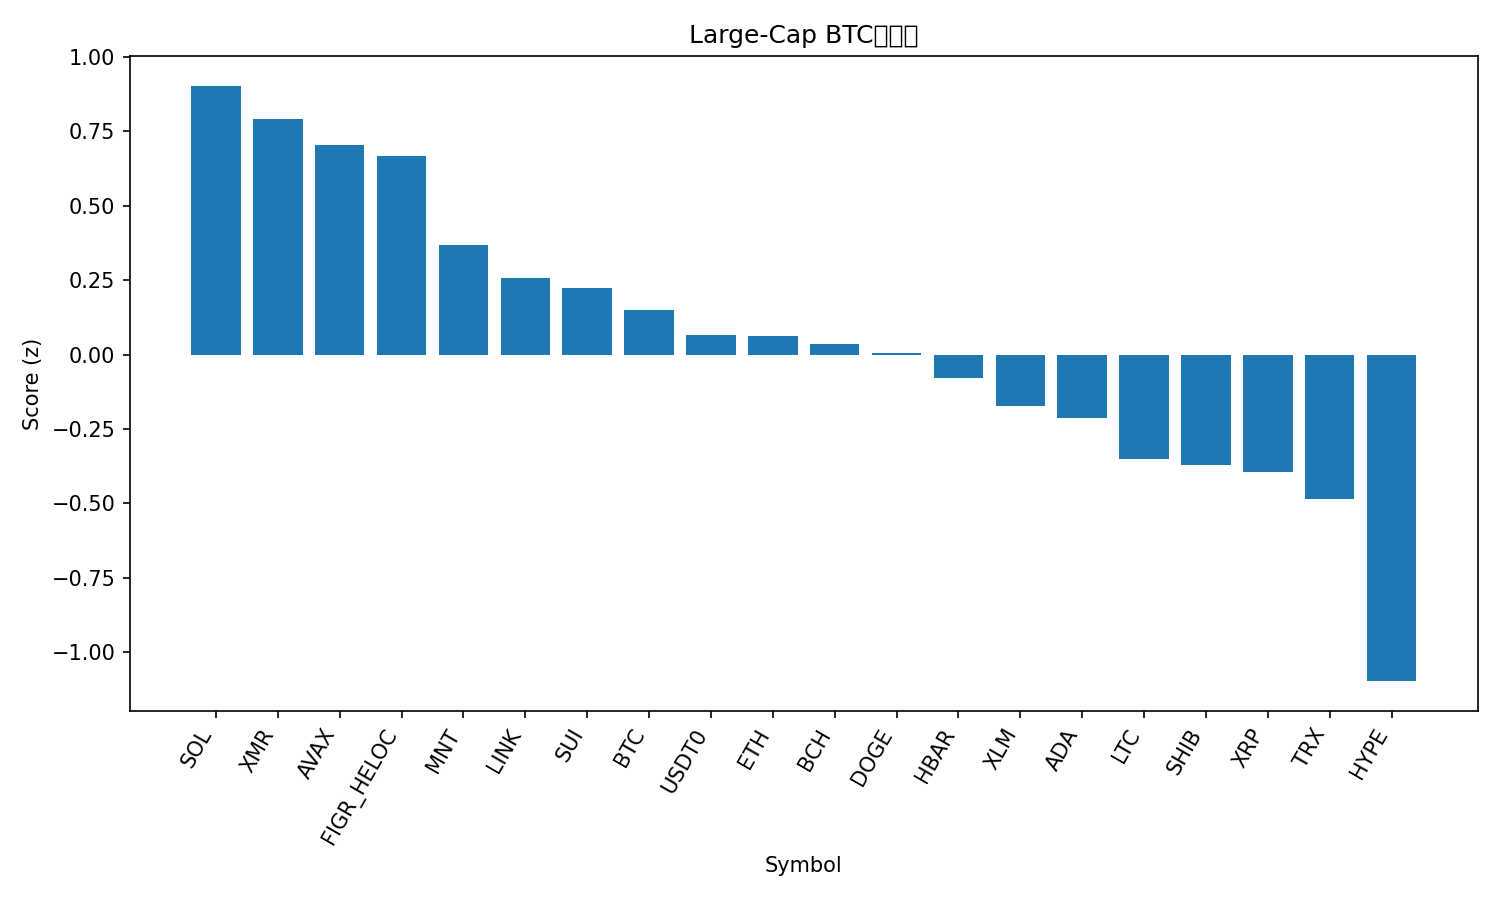 Large-Cap BTC
1.00
0.75
0.50
0.25
0.00
−0.25
−0.50
−0.75
−1.00
Score (z)
SOL
XMR
AVAX
FIGR_HELOC
MNT
LINK
SUI
BTC
USDT0
ETH
BCH
DOGE
HBAR
XLM
ADA
LTC
SHIB
XRP
TRX
HYPE
Symbol